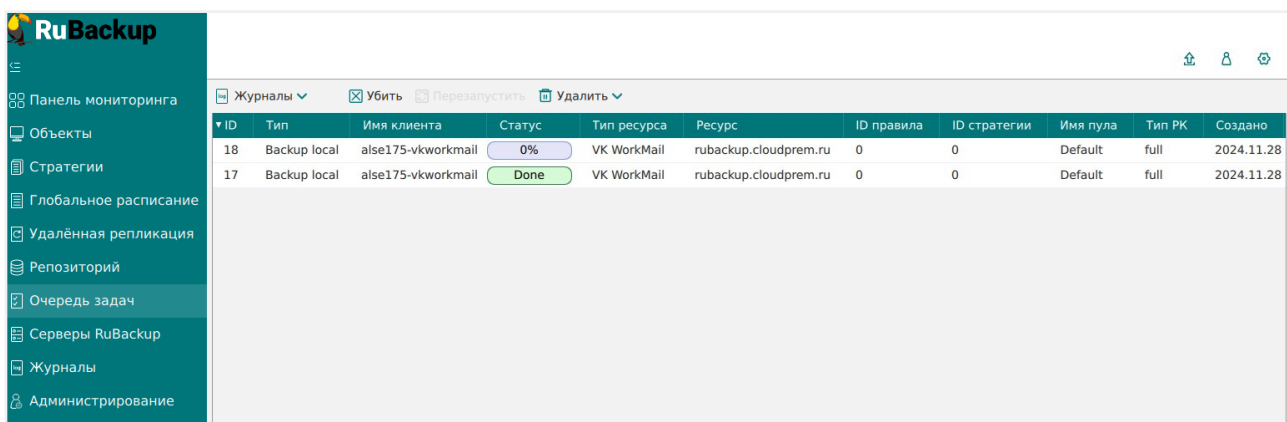 RuBackup
Панель мониторинга
Объекты
Стратегии
Глобальное расписание
Удалённая репликация
Репозиторий
Очередь задач
Серверы RuBackup
Журналы
Администрирование
Журналы Убить Перезапустить Удалить
ID Тип Имя клиента Статус Тип ресурса Ресурс ID правила ID стратегии Имя пула Тип РК Создано
18 Backup local alse175-vkworkmail 0% VK WorkMail rubackup.cloudprem.ru 0 0 Default full 2024.11.28
17 Backup local alse175-vkworkmail Done VK WorkMail rubackup.cloudprem.ru 0 0 Default full 2024.11.28